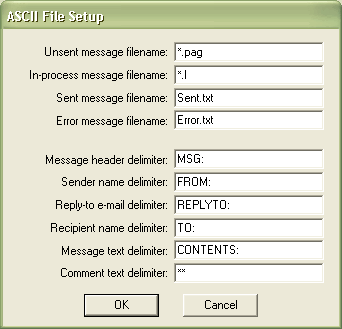 ASCII File Setup
Unsent message filename: *.pag
In-process message filename: *.l
Sent message filename: Sent.txt
Error message filename: Error.txt
Message header delimiter: MSG:
Sender name delimiter: FROM:
Reply-to e-mail delimiter: REPLYTO:
Recipient name delimiter: TO:
Message text delimiter: CONTENTS:
Comment text delimiter: **
OK Cancel